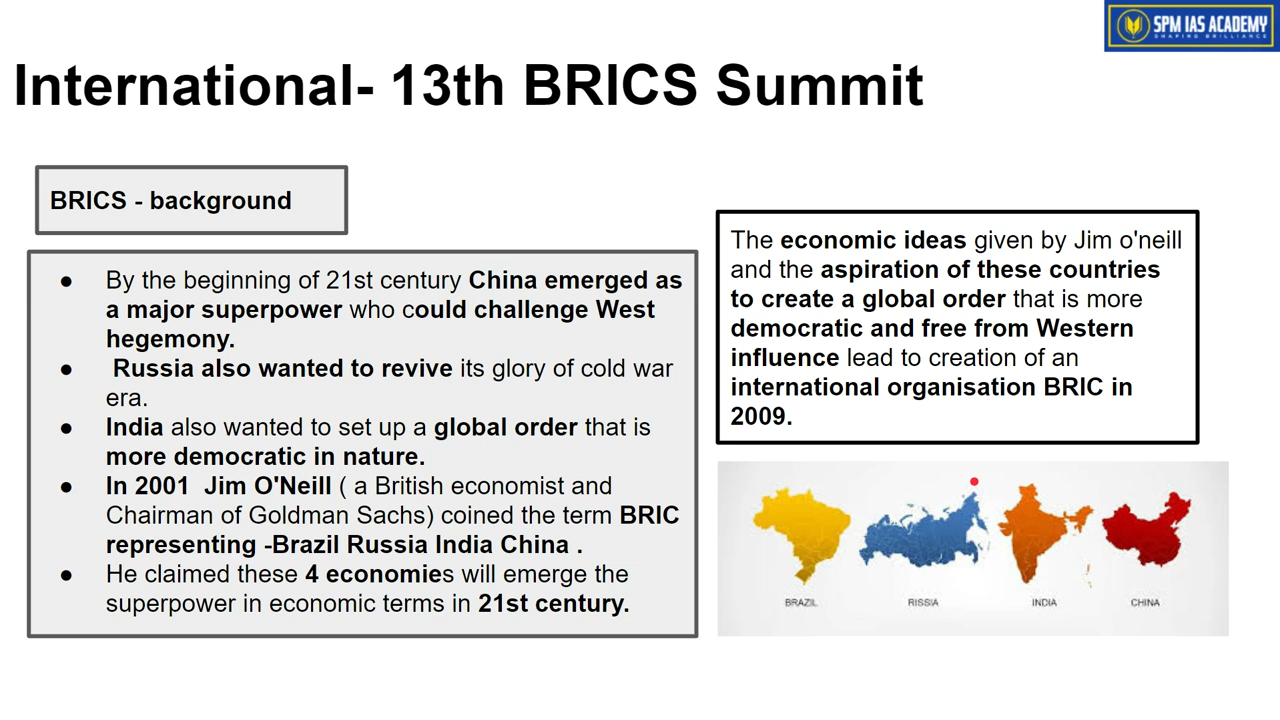 SPM IAS ACADEMY
SHAPING BRILLIANCE
International- 13th BRICS Summit
BRICS - background
● By the beginning of 21st century China emerged as
a major superpower who could challenge West
hegemony.
● Russia also wanted to revive its glory of cold war
era.
● India also wanted to set up a global order that is
more democratic in nature.
● In 2001 Jim O'Neill ( a British economist and
Chairman of Goldman Sachs) coined the term BRIC
representing -Brazil Russia India China .
● He claimed these 4 economies will emerge the
superpower in economic terms in 21st century.
The economic ideas given by Jim o'neill
and the aspiration of these countries
to create a global order that is more
democratic and free from Western
influence lead to creation of an
international organisation BRIC in
2009.
BRAZIL RISSIA INDIA CHINA